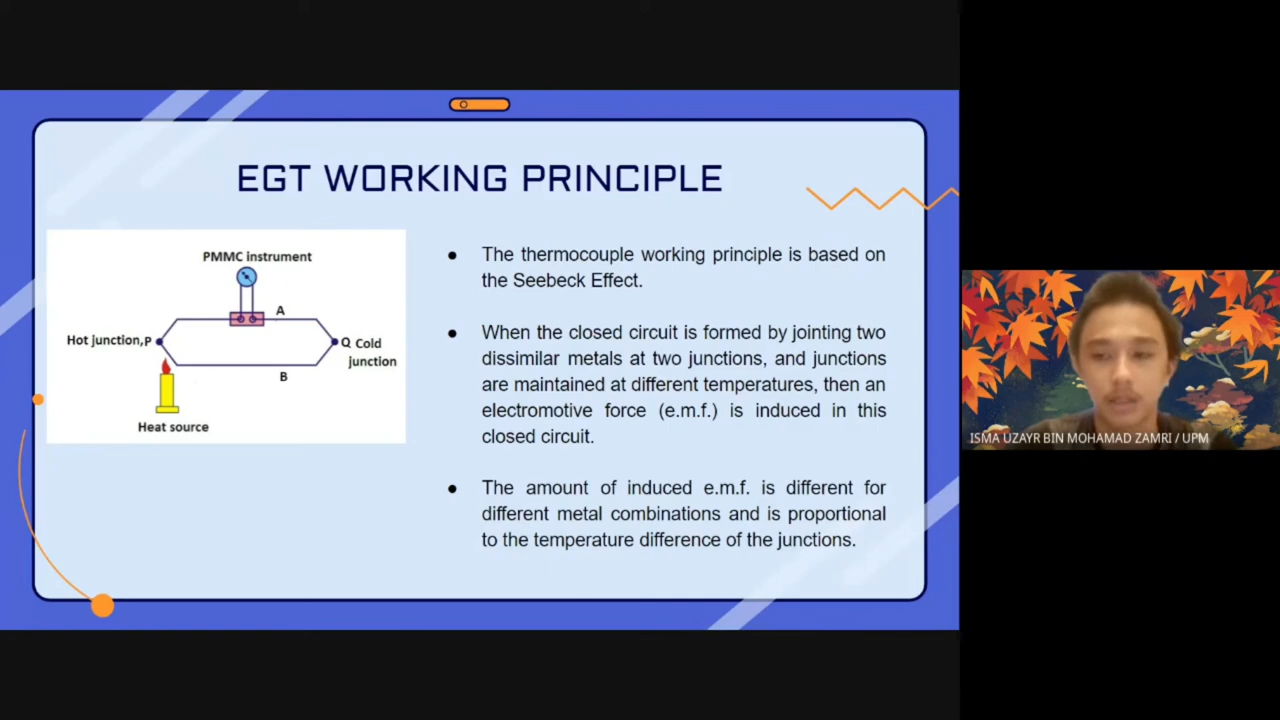 EGT WORKING PRINCIPLE
PMMC instrument
A
Hot junction,P
Q Cold
junction
B
Heat source
● The thermocouple working principle is based on
the Seebeck Effect.
● When the closed circuit is formed by jointing two
dissimilar metals at two junctions, and junctions
are maintained at different temperatures, then an
electromotive force (e.m.f.) is induced in this
closed circuit.
● The amount of induced e.m.f. is different for
different metal combinations and is proportional
to the temperature difference of the junctions.
ISMA UZAYR BIN MOHAMAD ZAMRI / UPM